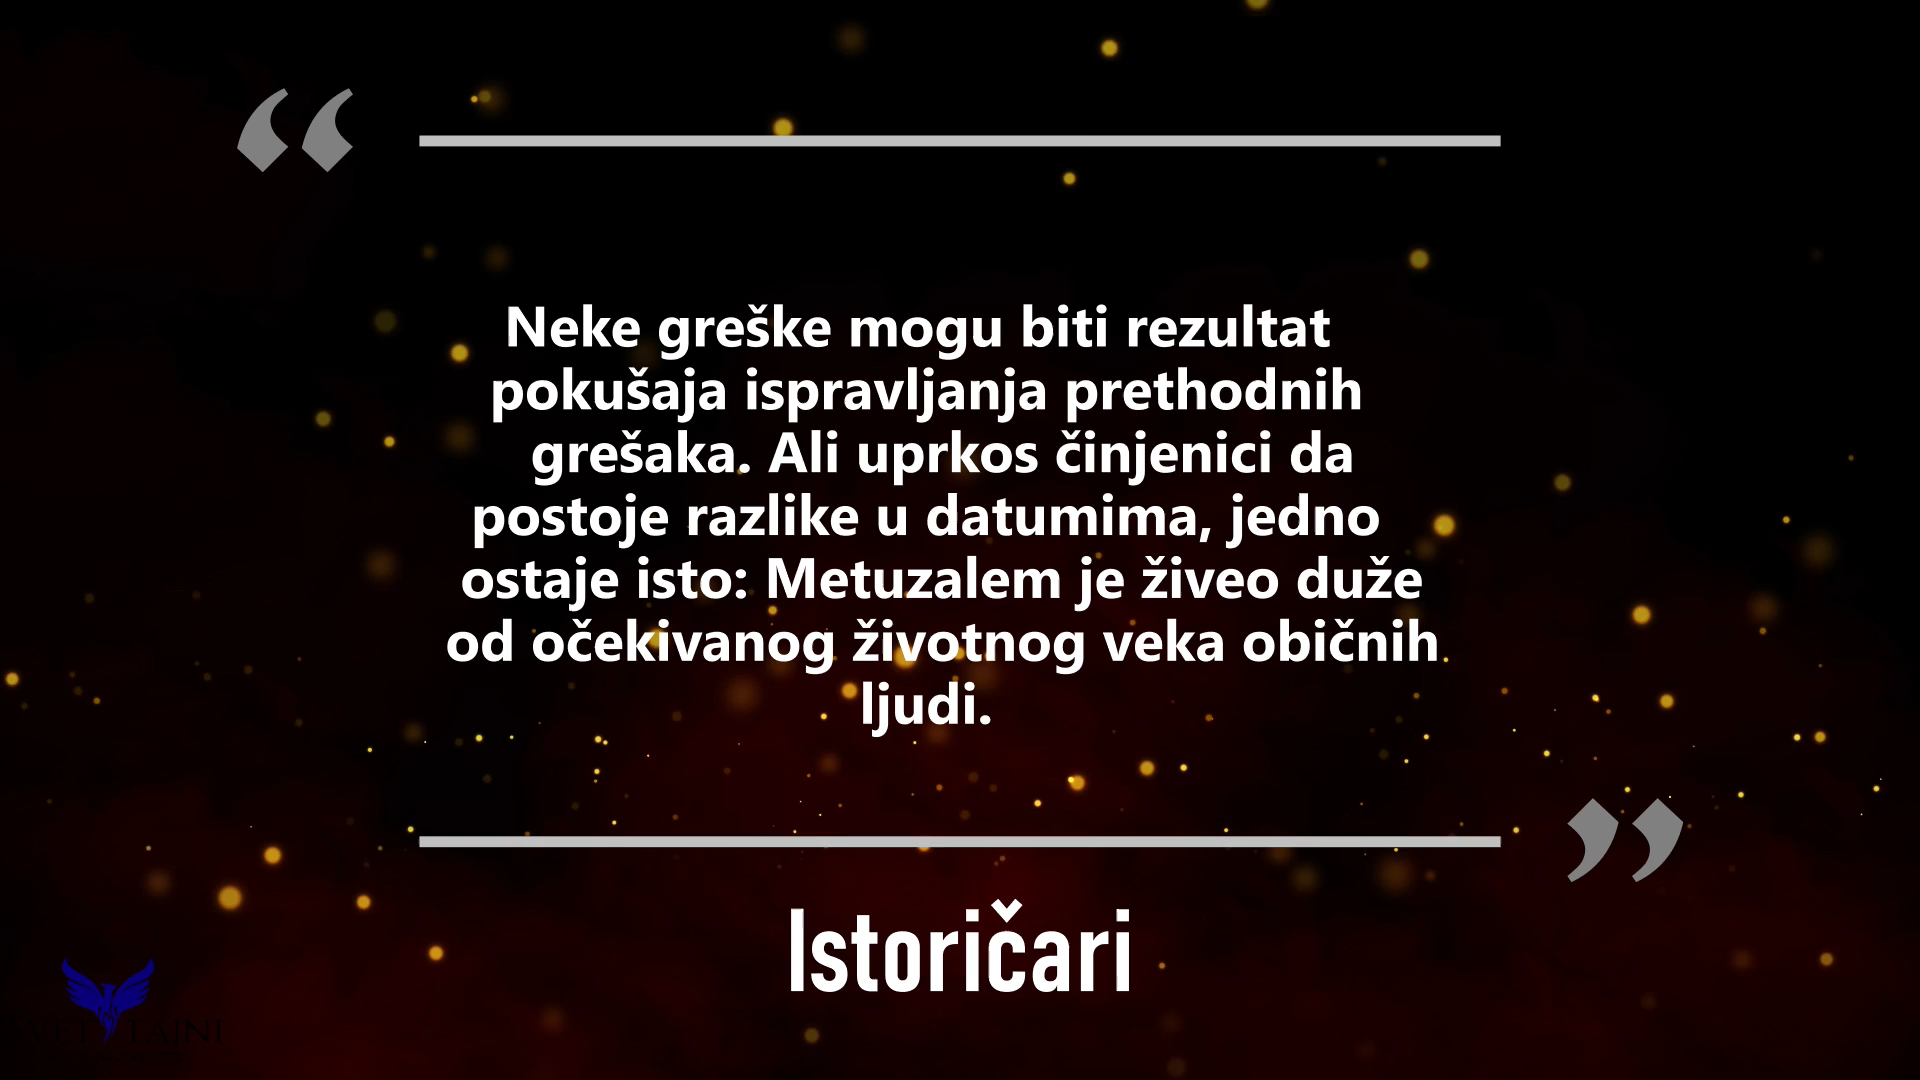 Neke greške mogu biti rezultat
pokušaja ispravljanja prethodnih
grešaka. Ali uprkos činjenici da
postoje razlike u datumima, jedno
ostaje isto: Metuzalem je živeo duže
od očekivanog životnog veka običnih
ljudi.
Istoričari
TAJNI